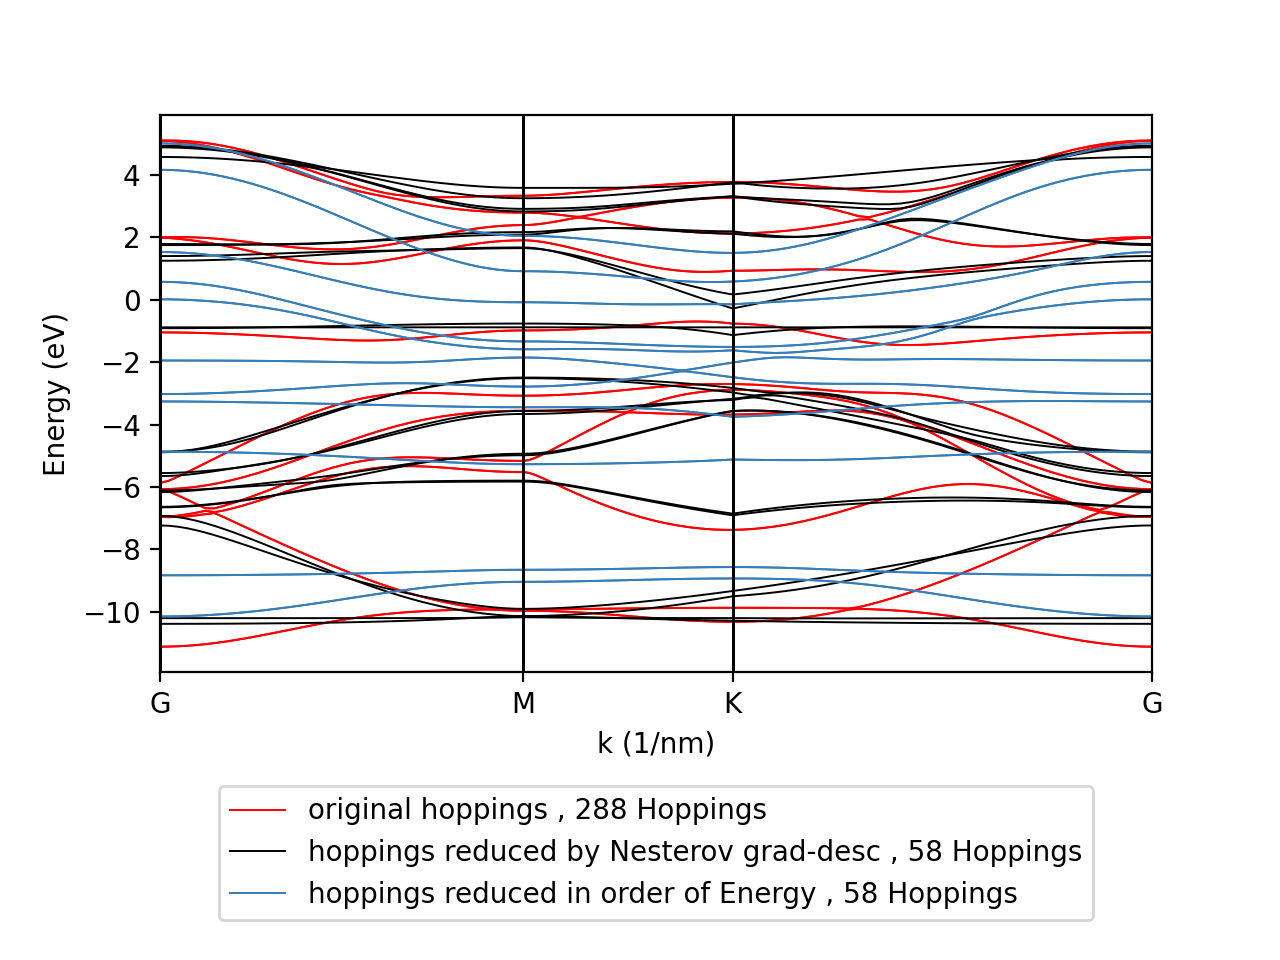 4
2
0
−2
−4
−6
−8
−10
Energy (eV)
G M K G
k (1/nm)
original hoppings , 288 Hoppings
hoppings reduced by Nesterov grad-desc , 58 Hoppings
hoppings reduced in order of Energy , 58 Hoppings